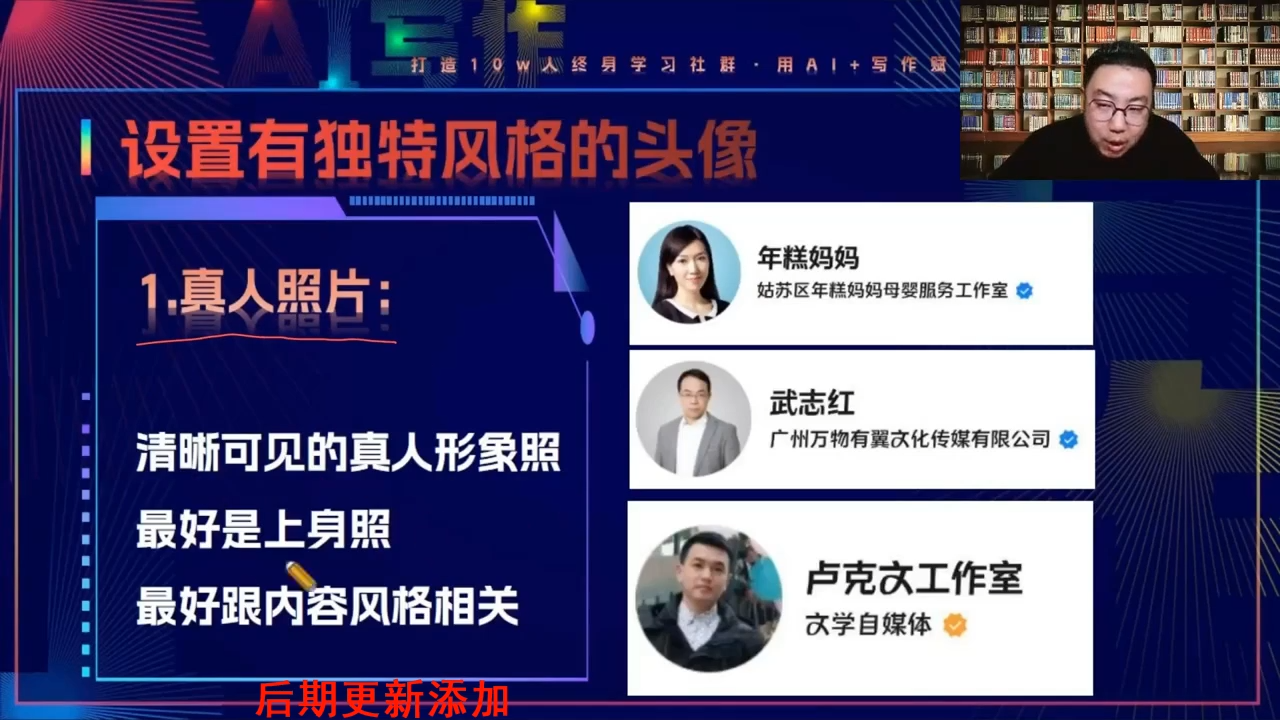 AI写作
打造10w人终身学习社群·用AI+写作赋
设置有独特风格的头像
1.真人照片：
清晰可见的真人形象照
最好是上身照
最好跟内容风格相关
年糕妈妈
姑苏区年糕妈妈母婴服务工作室
武志红
广州万物有翼文化传媒有限公司
卢克文工作室
文学自媒体
后期更新添加